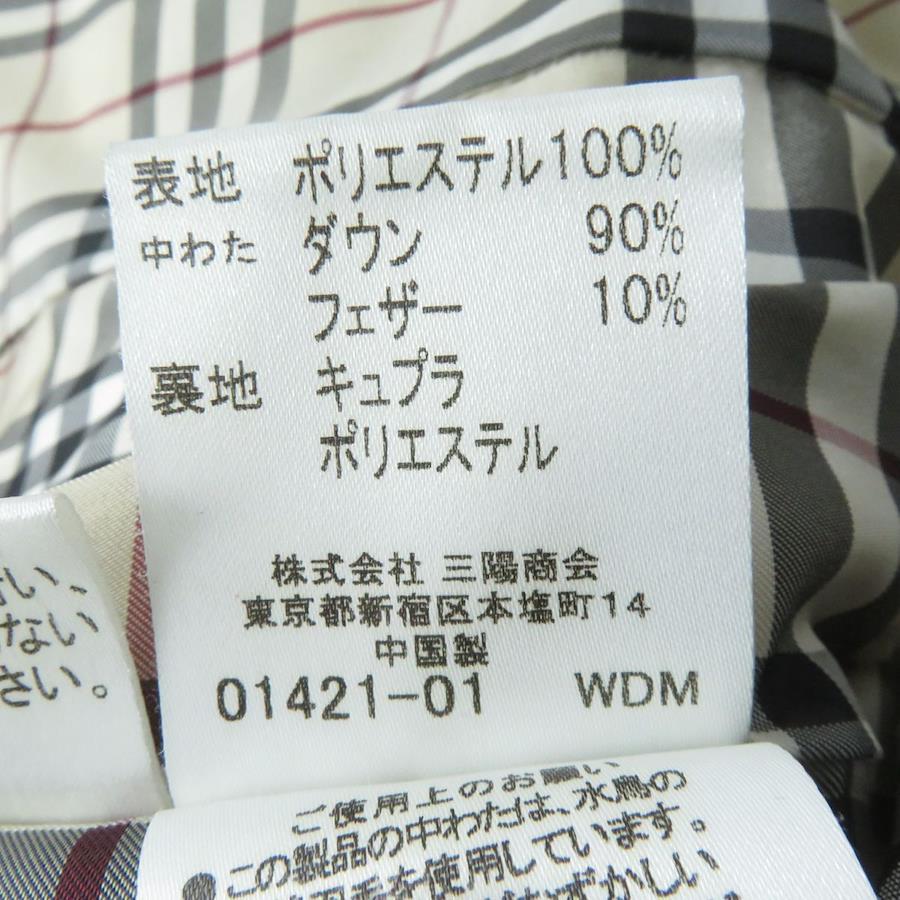 表地 ポリエステル100%
中わた ダウン 90%
フェザー 10%
裏地 キュプラ
ポリエステル
株式会社 三陽商会
東京都新宿区本塩町14
中国製
01421-01 WDM
い、
ない
さい。
ご使用上のお願い
●この製品の中わたは、水鳥の
羽毛を使用しています。